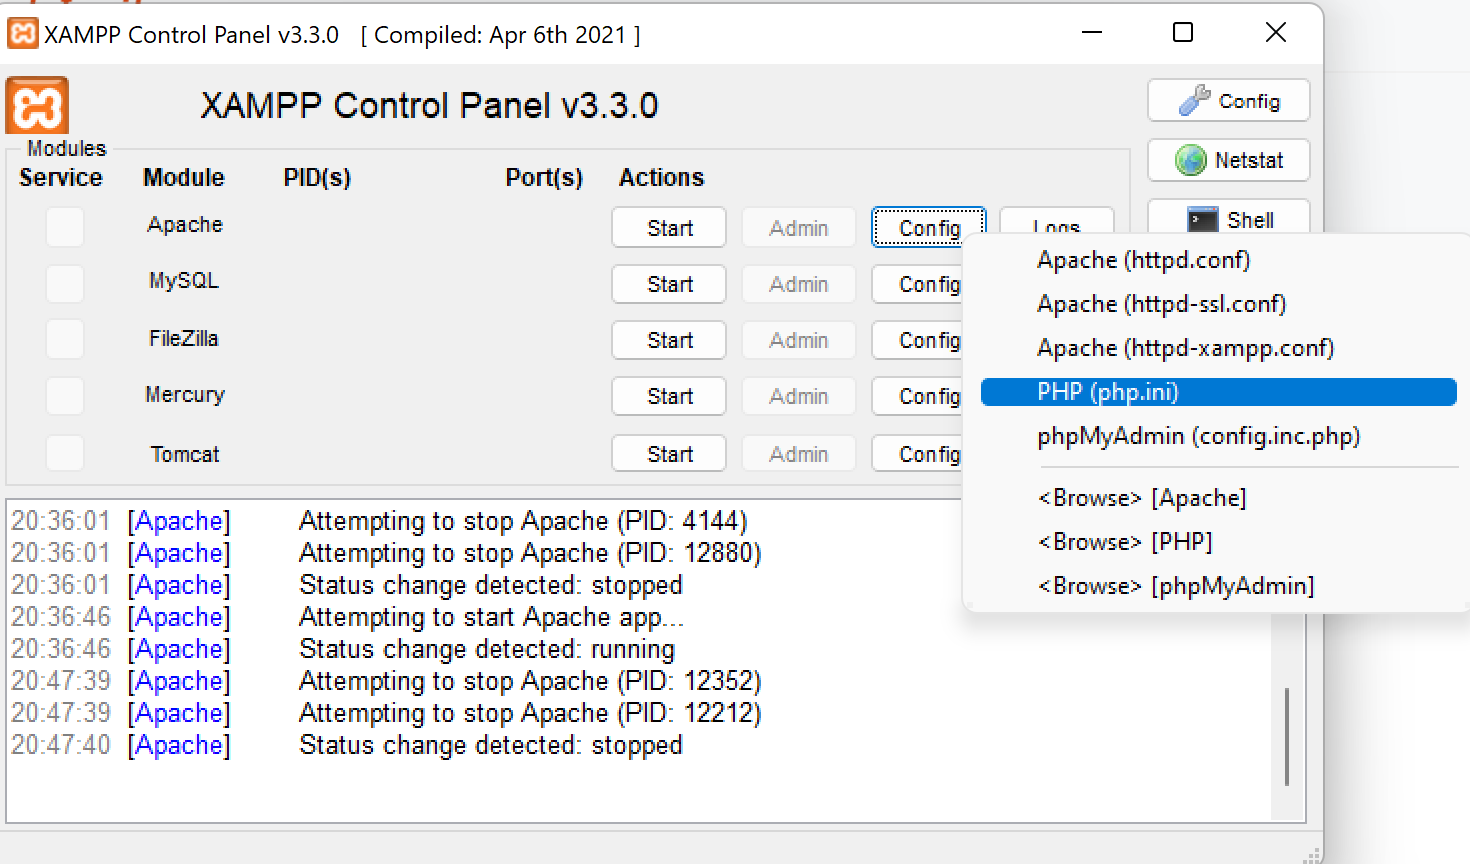 XAMPP Control Panel v3.3.0 [ Compiled: Apr 6th 2021 ]
XAMPP Control Panel v3.3.0
Config
Modules
Service Module PID(s) Port(s) Actions
Netstat
Apache Start Admin Config Logs
Shell
MySQL Start Admin Config
FileZilla Start Admin Config
Mercury Start Admin Config
Tomcat Start Admin Config
Apache (httpd.conf)
Apache (httpd-ssl.conf)
Apache (httpd-xampp.conf)
PHP (php.ini)
phpMyAdmin (config.inc.php)
<Browse> [Apache]
<Browse> [PHP]
<Browse> [phpMyAdmin]
20:36:01 [Apache] Attempting to stop Apache (PID: 4144)
20:36:01 [Apache] Attempting to stop Apache (PID: 12880)
20:36:01 [Apache] Status change detected: stopped
20:36:46 [Apache] Attempting to start Apache app...
20:36:46 [Apache] Status change detected: running
20:47:39 [Apache] Attempting to stop Apache (PID: 12352)
20:47:39 [Apache] Attempting to stop Apache (PID: 12212)
20:47:40 [Apache] Status change detected: stopped